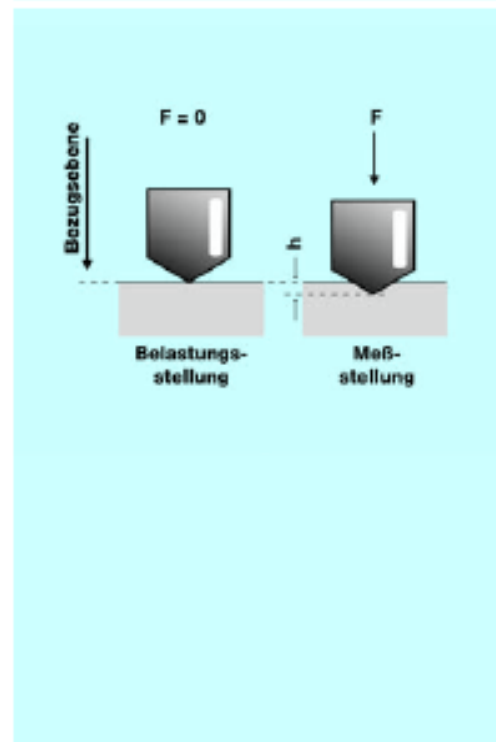 F = 0
F
Bezugsebene
h
Belastungs-
stellung
Meß-
stellung